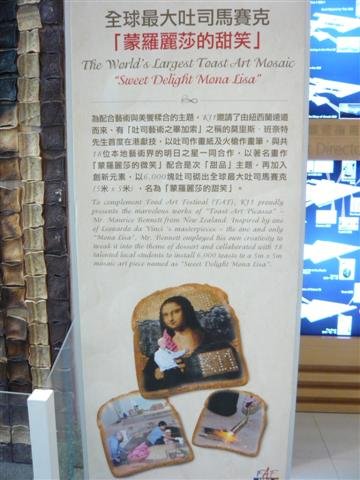 全球最大吐司馬賽克
「蒙羅麗莎的甜笑」
The World's Largest Toast Art Mosaic
"Sweet Delight Mona Lisa"
為配合藝術與美饗糅合的主題，K11邀請了由紐西蘭遠道
而來、有「吐司藝術之畢加索」之稱的莫里斯‧班奈特
先生首度在港獻技，以吐司作畫紙及火槍作畫筆，與共
18位本地藝術界的明日之星一同合作，以著名畫作
「蒙羅麗莎的微笑」配合是次「甜品」主題，再加入
創新元素，以6,000塊吐司砌出全球最大吐司馬賽克
(5米 x 5米)，名為「蒙羅麗莎的甜笑」。
To complement Food Art Festival (FAF), K11 proudly
presents the marvelous works of "Toast Art Picasso" –
Mr. Maurice Bennett from New Zealand. Inspired by one
of Leonardo da Vinci's masterpieces – the one and only
"Mona Lisa", Mr. Bennett employed his own creativity to
tweak it into the theme of dessert and collaborated with 18
talented local students to install 6,000 toasts to a 5m x 5m
mosaic art piece named as "Sweet Delight Mona Lisa".
K11
FAF